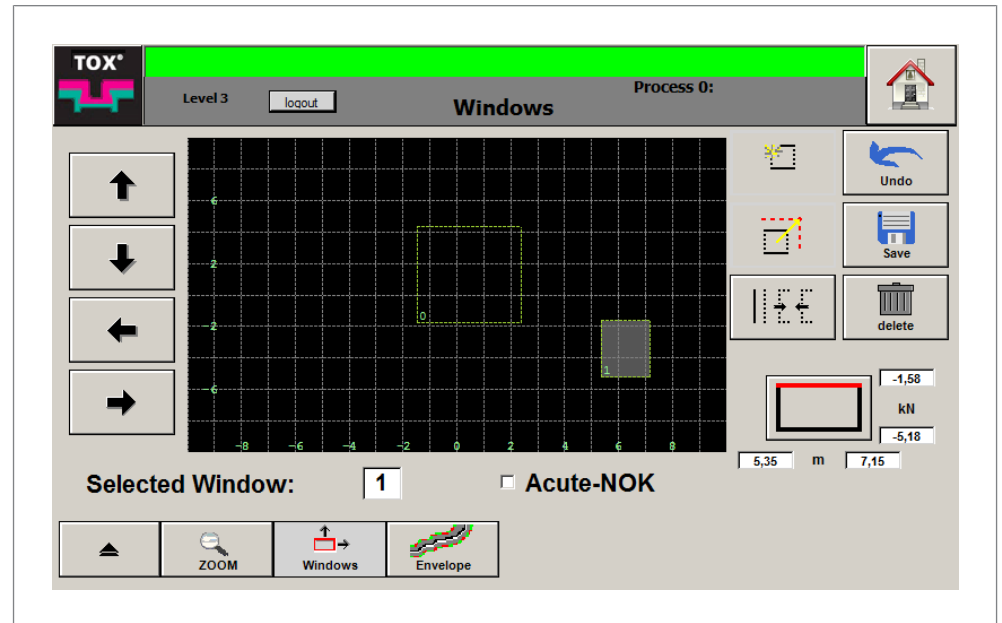 TOX®
Level 3
logout
Windows
Process 0:
6
2
-2
-6
-8
-6
-4
-2
0
2
4
6
8
0
1
Undo
Save
delete
-1,58
kN
-5,18
5,35
m
7,15
Selected Window:
1
Acute-NOK
ZOOM
Windows
Envelope